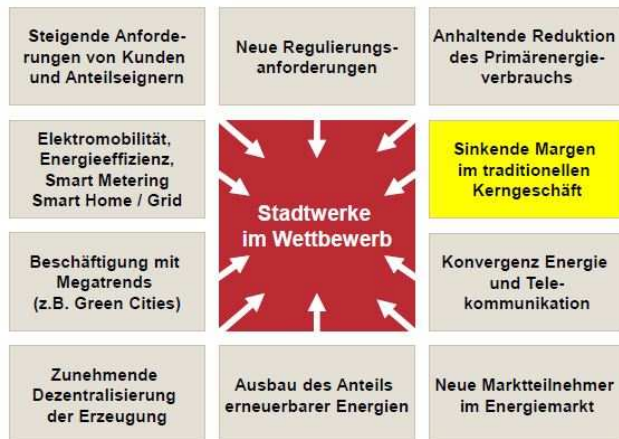 Steigende Anforde-
rungen von Kunden
und Anteilseignern
Neue Regulierungs-
anforderungen
Anhaltende Reduktion
des Primärenergie-
verbrauchs
Elektromobilität,
Energieeffizienz,
Smart Metering
Smart Home / Grid
Stadtwerke
im Wettbewerb
Sinkende Margen
im traditionellen
Kerngeschäft
Beschäftigung mit
Megatrends
(z.B. Green Cities)
Konvergenz Energie
und Tele-
kommunikation
Zunehmende
Dezentralisierung
der Erzeugung
Ausbau des Anteils
erneuerbarer Energien
Neue Marktteilnehmer
im Energiemarkt